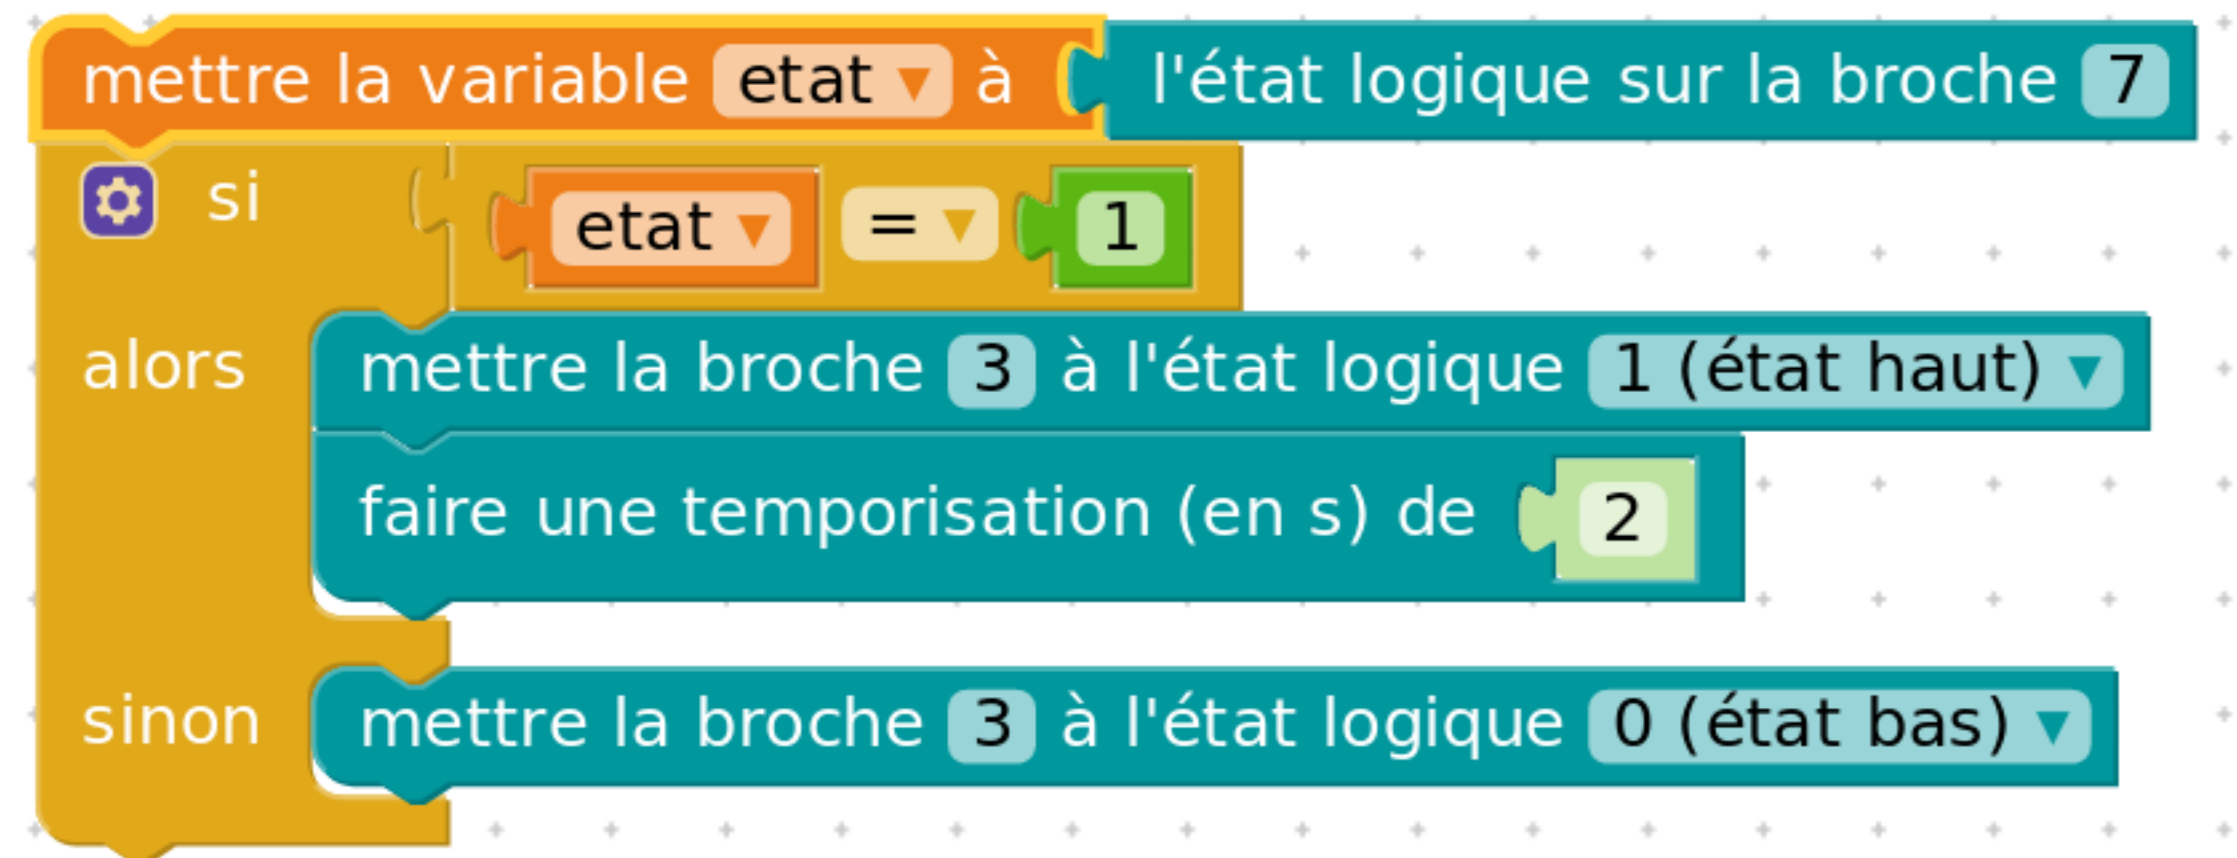 mettre la variable etat ▼ à l'état logique sur la broche 7
si etat ▼ = ▼ 1
alors mettre la broche 3 à l'état logique 1 (état haut) ▼
faire une temporisation (en s) de 2
sinon mettre la broche 3 à l'état logique 0 (état bas) ▼